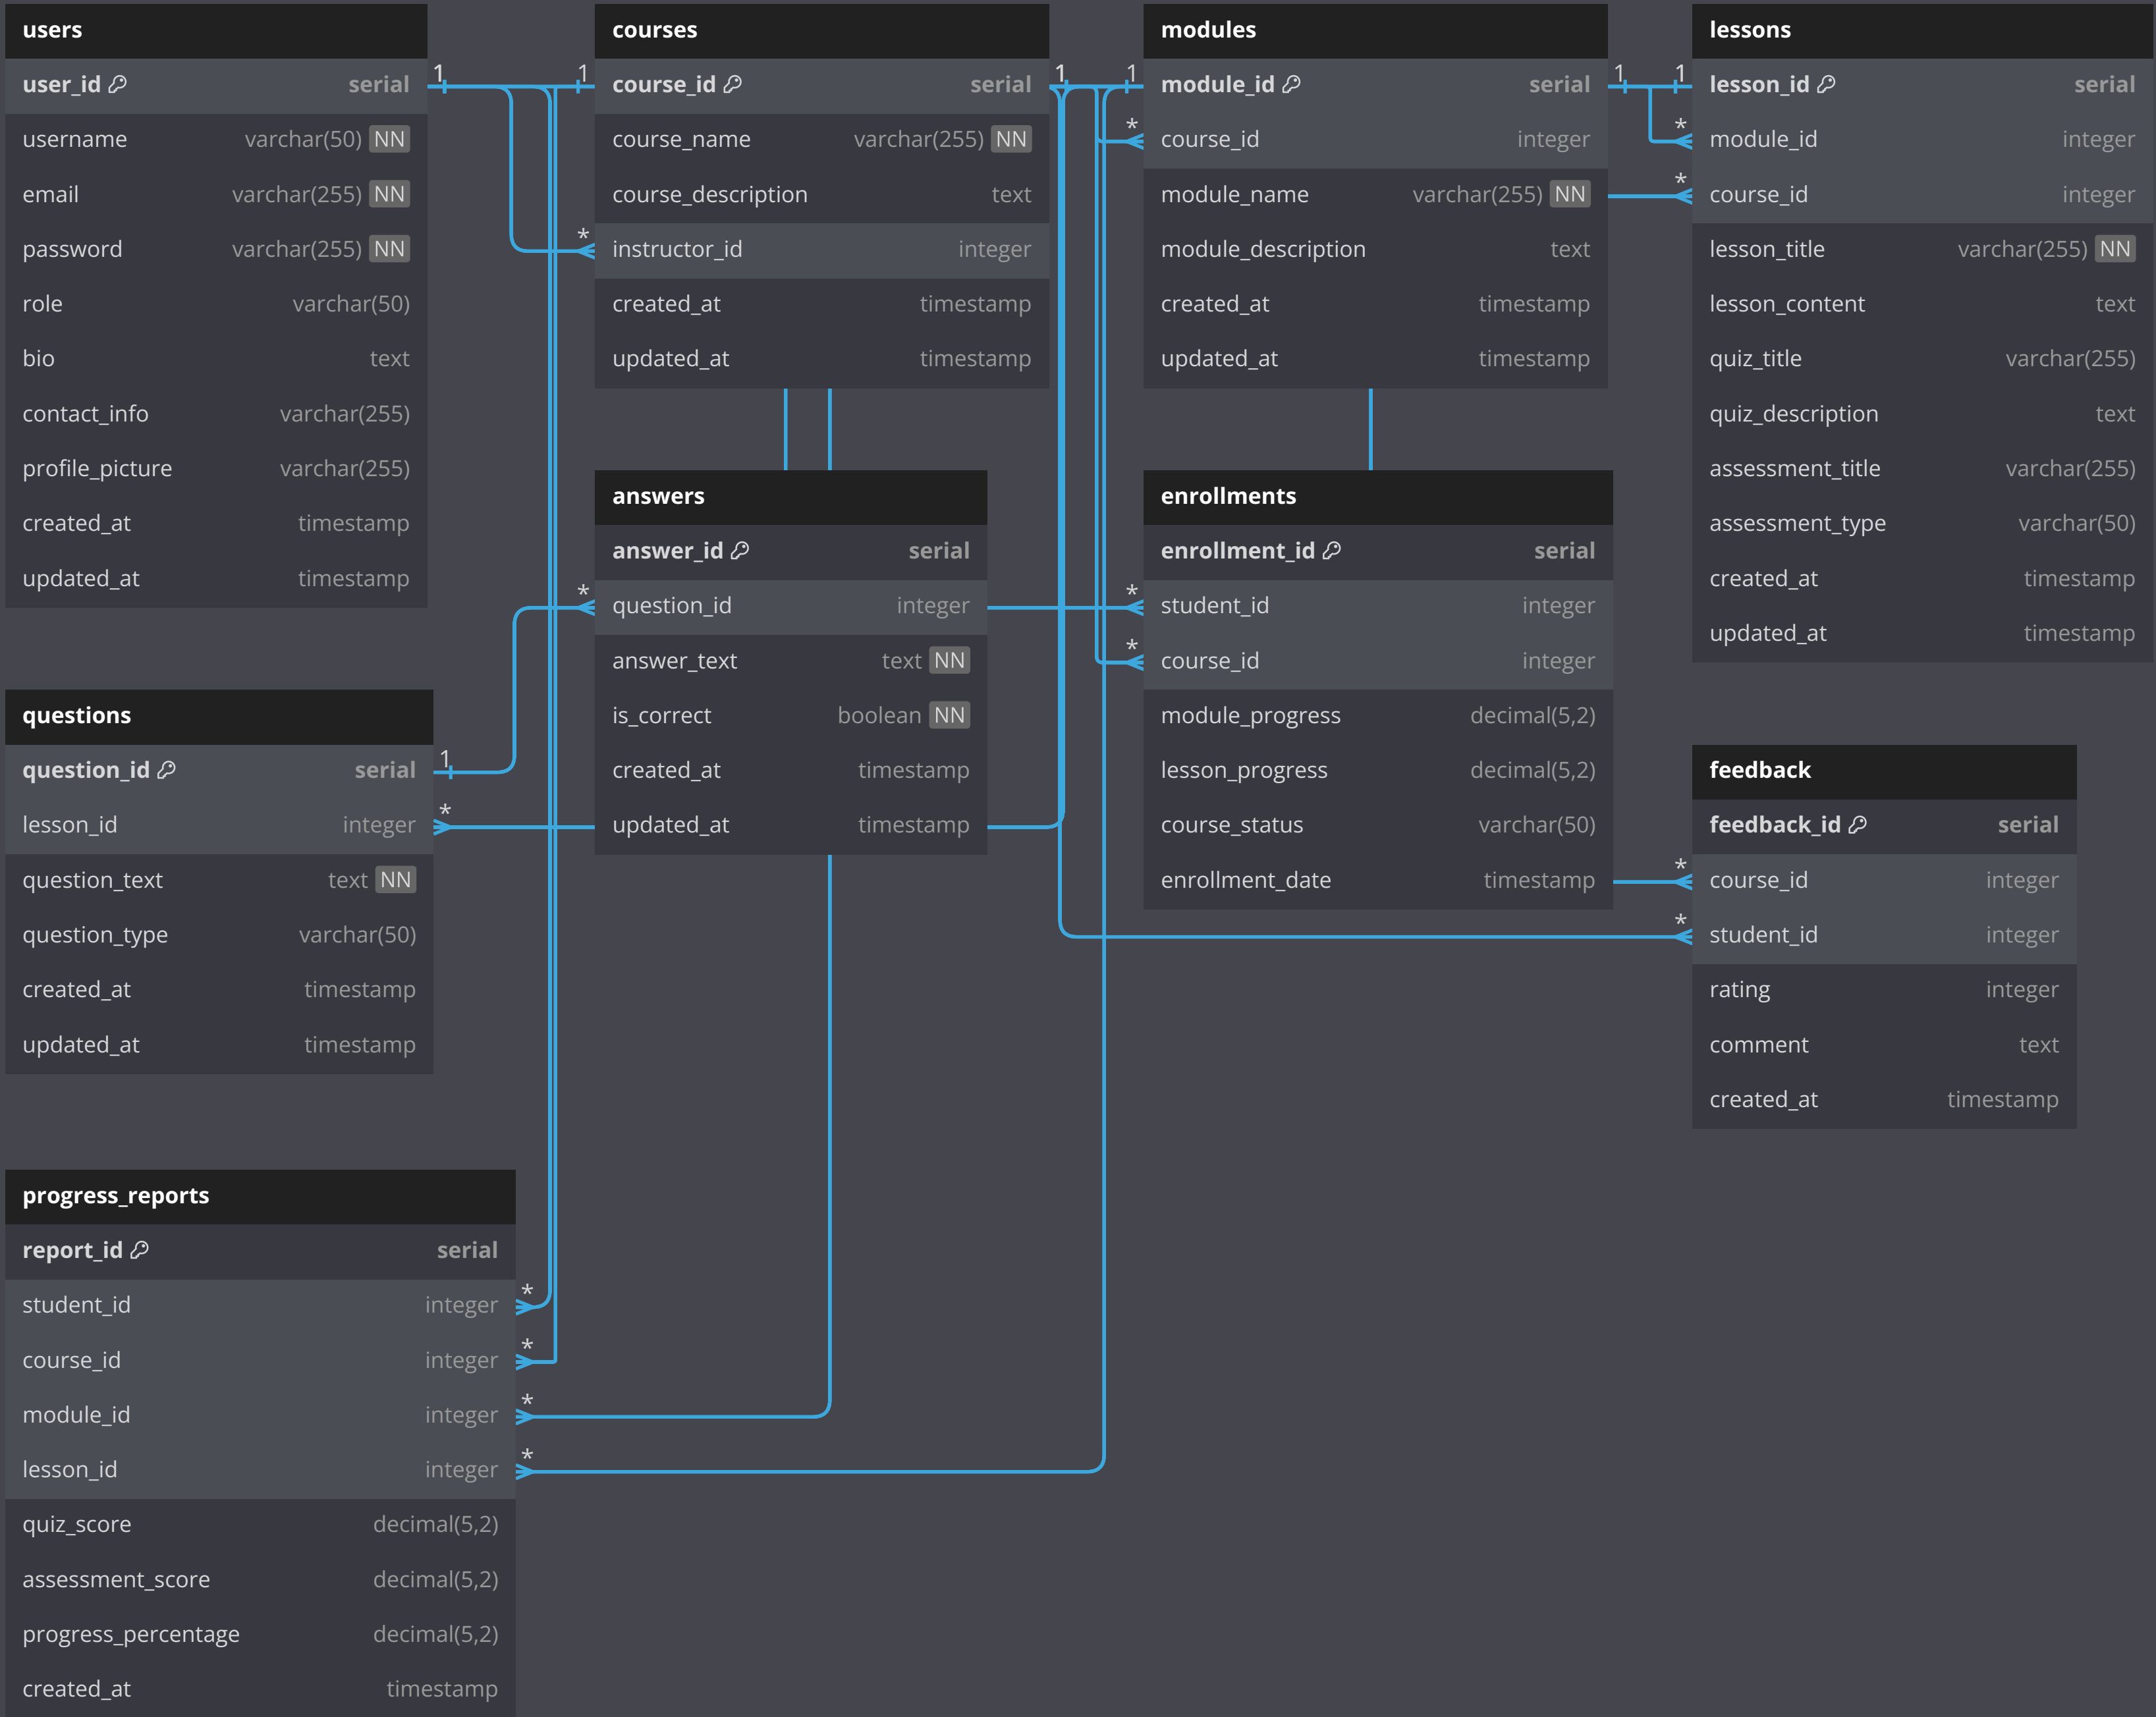 users
user_id serial
username varchar(50) NN
email varchar(255) NN
password varchar(255) NN
role varchar(50)
bio text
contact_info varchar(255)
profile_picture varchar(255)
created_at timestamp
updated_at timestamp
1
1
*
courses
course_id serial
course_name varchar(255) NN
course_description text
instructor_id integer
created_at timestamp
updated_at timestamp
1
1
*
modules
module_id serial
course_id integer
module_name varchar(255) NN
module_description text
created_at timestamp
updated_at timestamp
1
1
*
*
lessons
lesson_id serial
module_id integer
course_id integer
lesson_title varchar(255) NN
lesson_content text
quiz_title varchar(255)
quiz_description text
assessment_title varchar(255)
assessment_type varchar(50)
created_at timestamp
updated_at timestamp
*
answers
answer_id serial
question_id integer
answer_text text NN
is_correct boolean NN
created_at timestamp
updated_at timestamp
*
*
enrollments
enrollment_id serial
student_id integer
course_id integer
module_progress decimal(5,2)
lesson_progress decimal(5,2)
course_status varchar(50)
enrollment_date timestamp
questions
question_id serial
lesson_id integer
question_text text NN
question_type varchar(50)
created_at timestamp
updated_at timestamp
1
*
*
*
feedback
feedback_id serial
course_id integer
student_id integer
rating integer
comment text
created_at timestamp
progress_reports
report_id serial
student_id integer
course_id integer
module_id integer
lesson_id integer
quiz_score decimal(5,2)
assessment_score decimal(5,2)
progress_percentage decimal(5,2)
created_at timestamp
*
*
*
*